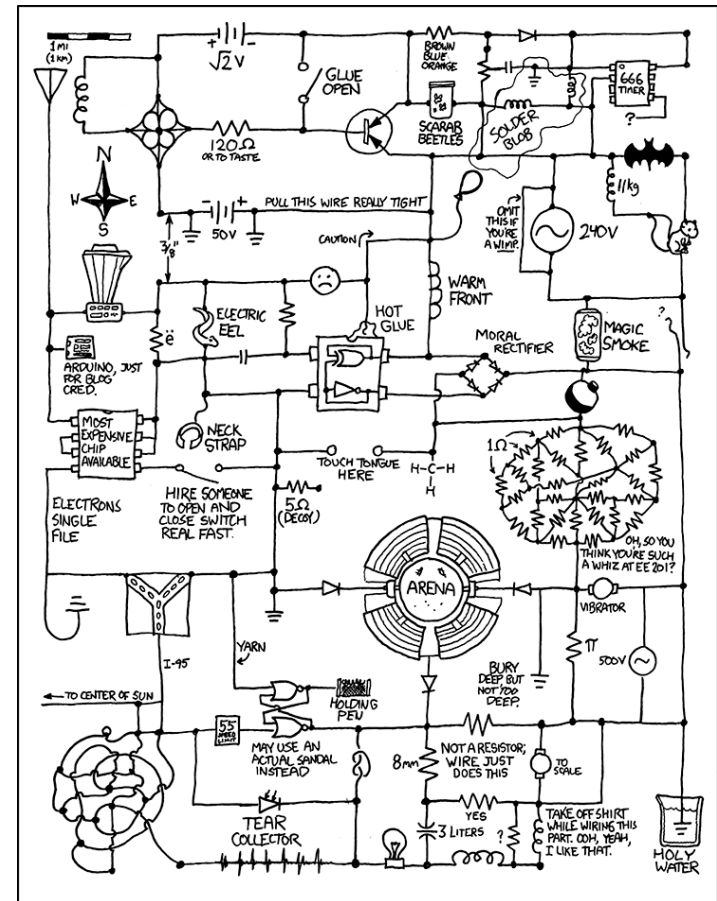 1 MI
(1 KM)
+ -
√2 V
GLUE
OPEN
BROWN
BLUE
ORANGE
666
TIMER
?
120Ω
OR TO TASTE
SCARAB
BEETLES
SOLDER
BLOB
N
W E
S
- +
50V
PULL THIS WIRE REALLY TIGHT
3/8"
CAUTION
OMIT
THIS IF
YOU'RE
A WIMP.
240V
11kg
WARM
FRONT
ELECTRIC
EEL
HOT
GLUE
ë
MORAL
RECTIFIER
MAGIC
SMOKE
?
ARDUINO, JUST
FOR BLOG
CRED.
MOST
EXPENSIVE
CHIP
AVAILABLE
NECK
STRAP
TOUCH TONGUE
HERE
H-C-H
H
1Ω
ELECTRONS
SINGLE
FILE
HIRE SOMEONE
TO OPEN AND
CLOSE SWITCH
REAL FAST.
5Ω
(DECOY)
OH, SO YOU
THINK YOU'RE SUCH
A WHIZ AT EE 201?
ARENA
VIBRATOR
π
500V
YARN
I-95
BURY
DEEP, BUT
NOT TOO
DEEP.
TO CENTER OF SUN
HOLDING
PEN
55
SPEED
LIMIT
MAY USE AN
ACTUAL SANDAL
INSTEAD
8mm
NOT A RESISTOR;
WIRE JUST
DOES THIS
TO
SCALE
TEAR
COLLECTOR
YES
3 LITERS
?
TAKE OFF SHIRT
WHILE WIRING THIS
PART. OOH, YEAH,
I LIKE THAT.
HOLY
WATER